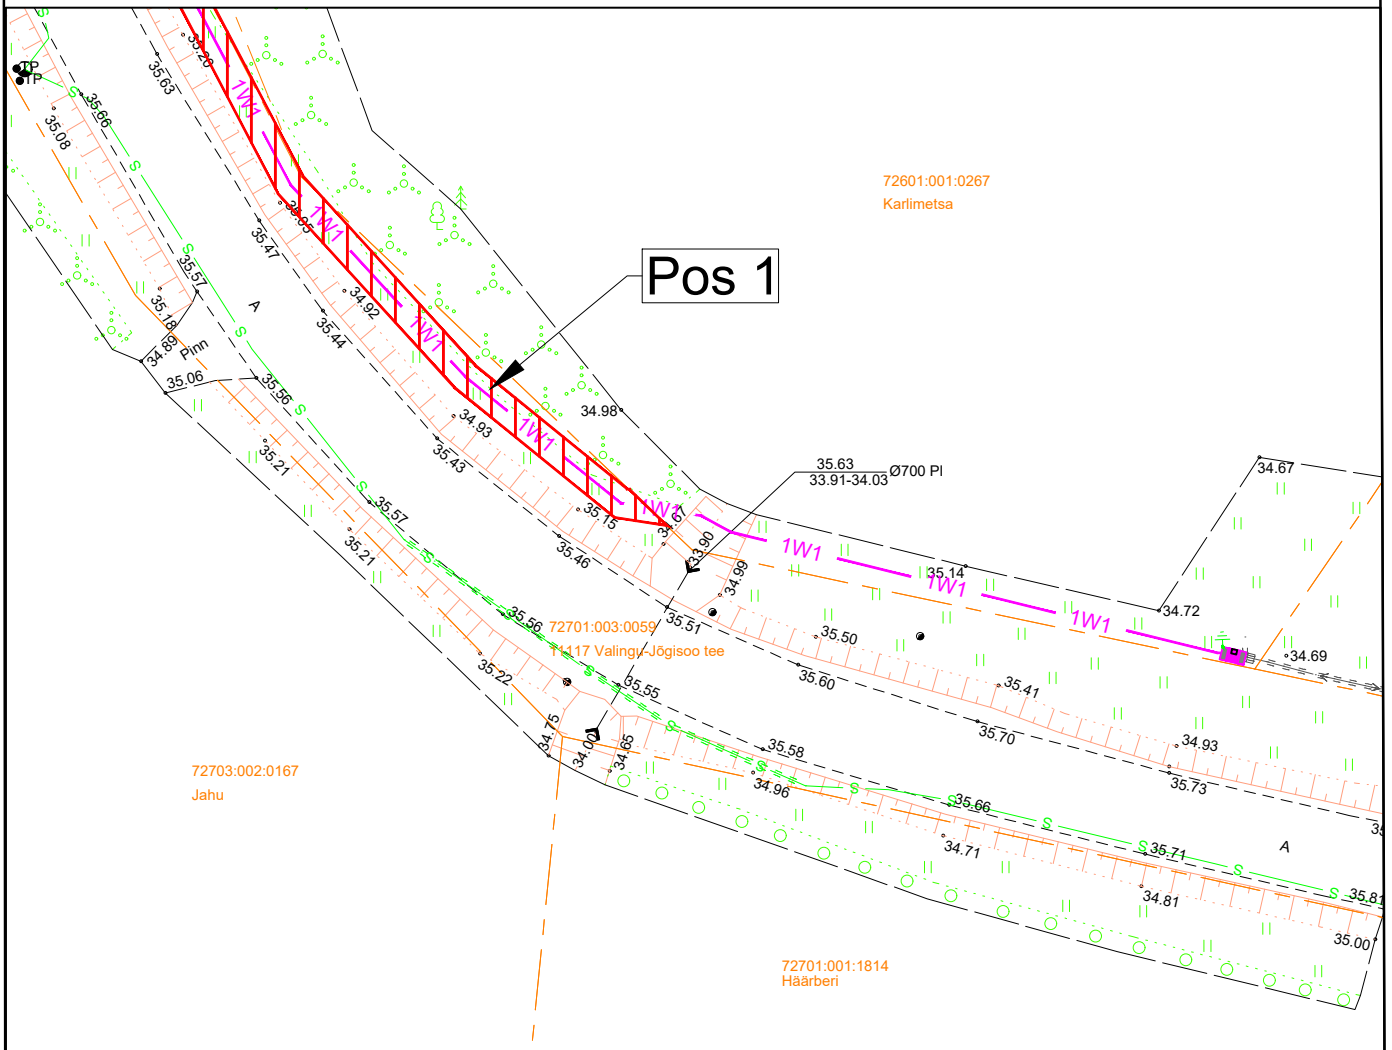 S
35.20
35.63
TP
TP
S
35.66
1W1
35.08
S
72601:001:0267
Karlimetsa
35.05
1W1
35.47
S
35.57
Pos 1
A
34.92
35.18
35.44
1W1
S
34.89
Pinn
35.06
35.56
S
34.98
34.93
1W1
35.21
35.43
35.63
Ø700 Pl
33.91-34.03
34.67
S
35.57
35.15
1W1
34.67
35.21
35.46
33.90
1W1
S
34.99
35.14
1W1
35.56
S
72701:003:0059
11117 Valingu-Jõgisoo tee
35.51
35.50
1W1
34.72
35.22
S
35.60
34.69
35.55
35.41
34.75
34.00
34.65
S
35.58
35.70
34.93
S
72703:002:0167
Jahu
34.96
35.73
S
S
35.66
S
34.71
35.71
S
A
34.81
S
S
35.81
35.00
72701:001:1814
Häärberi